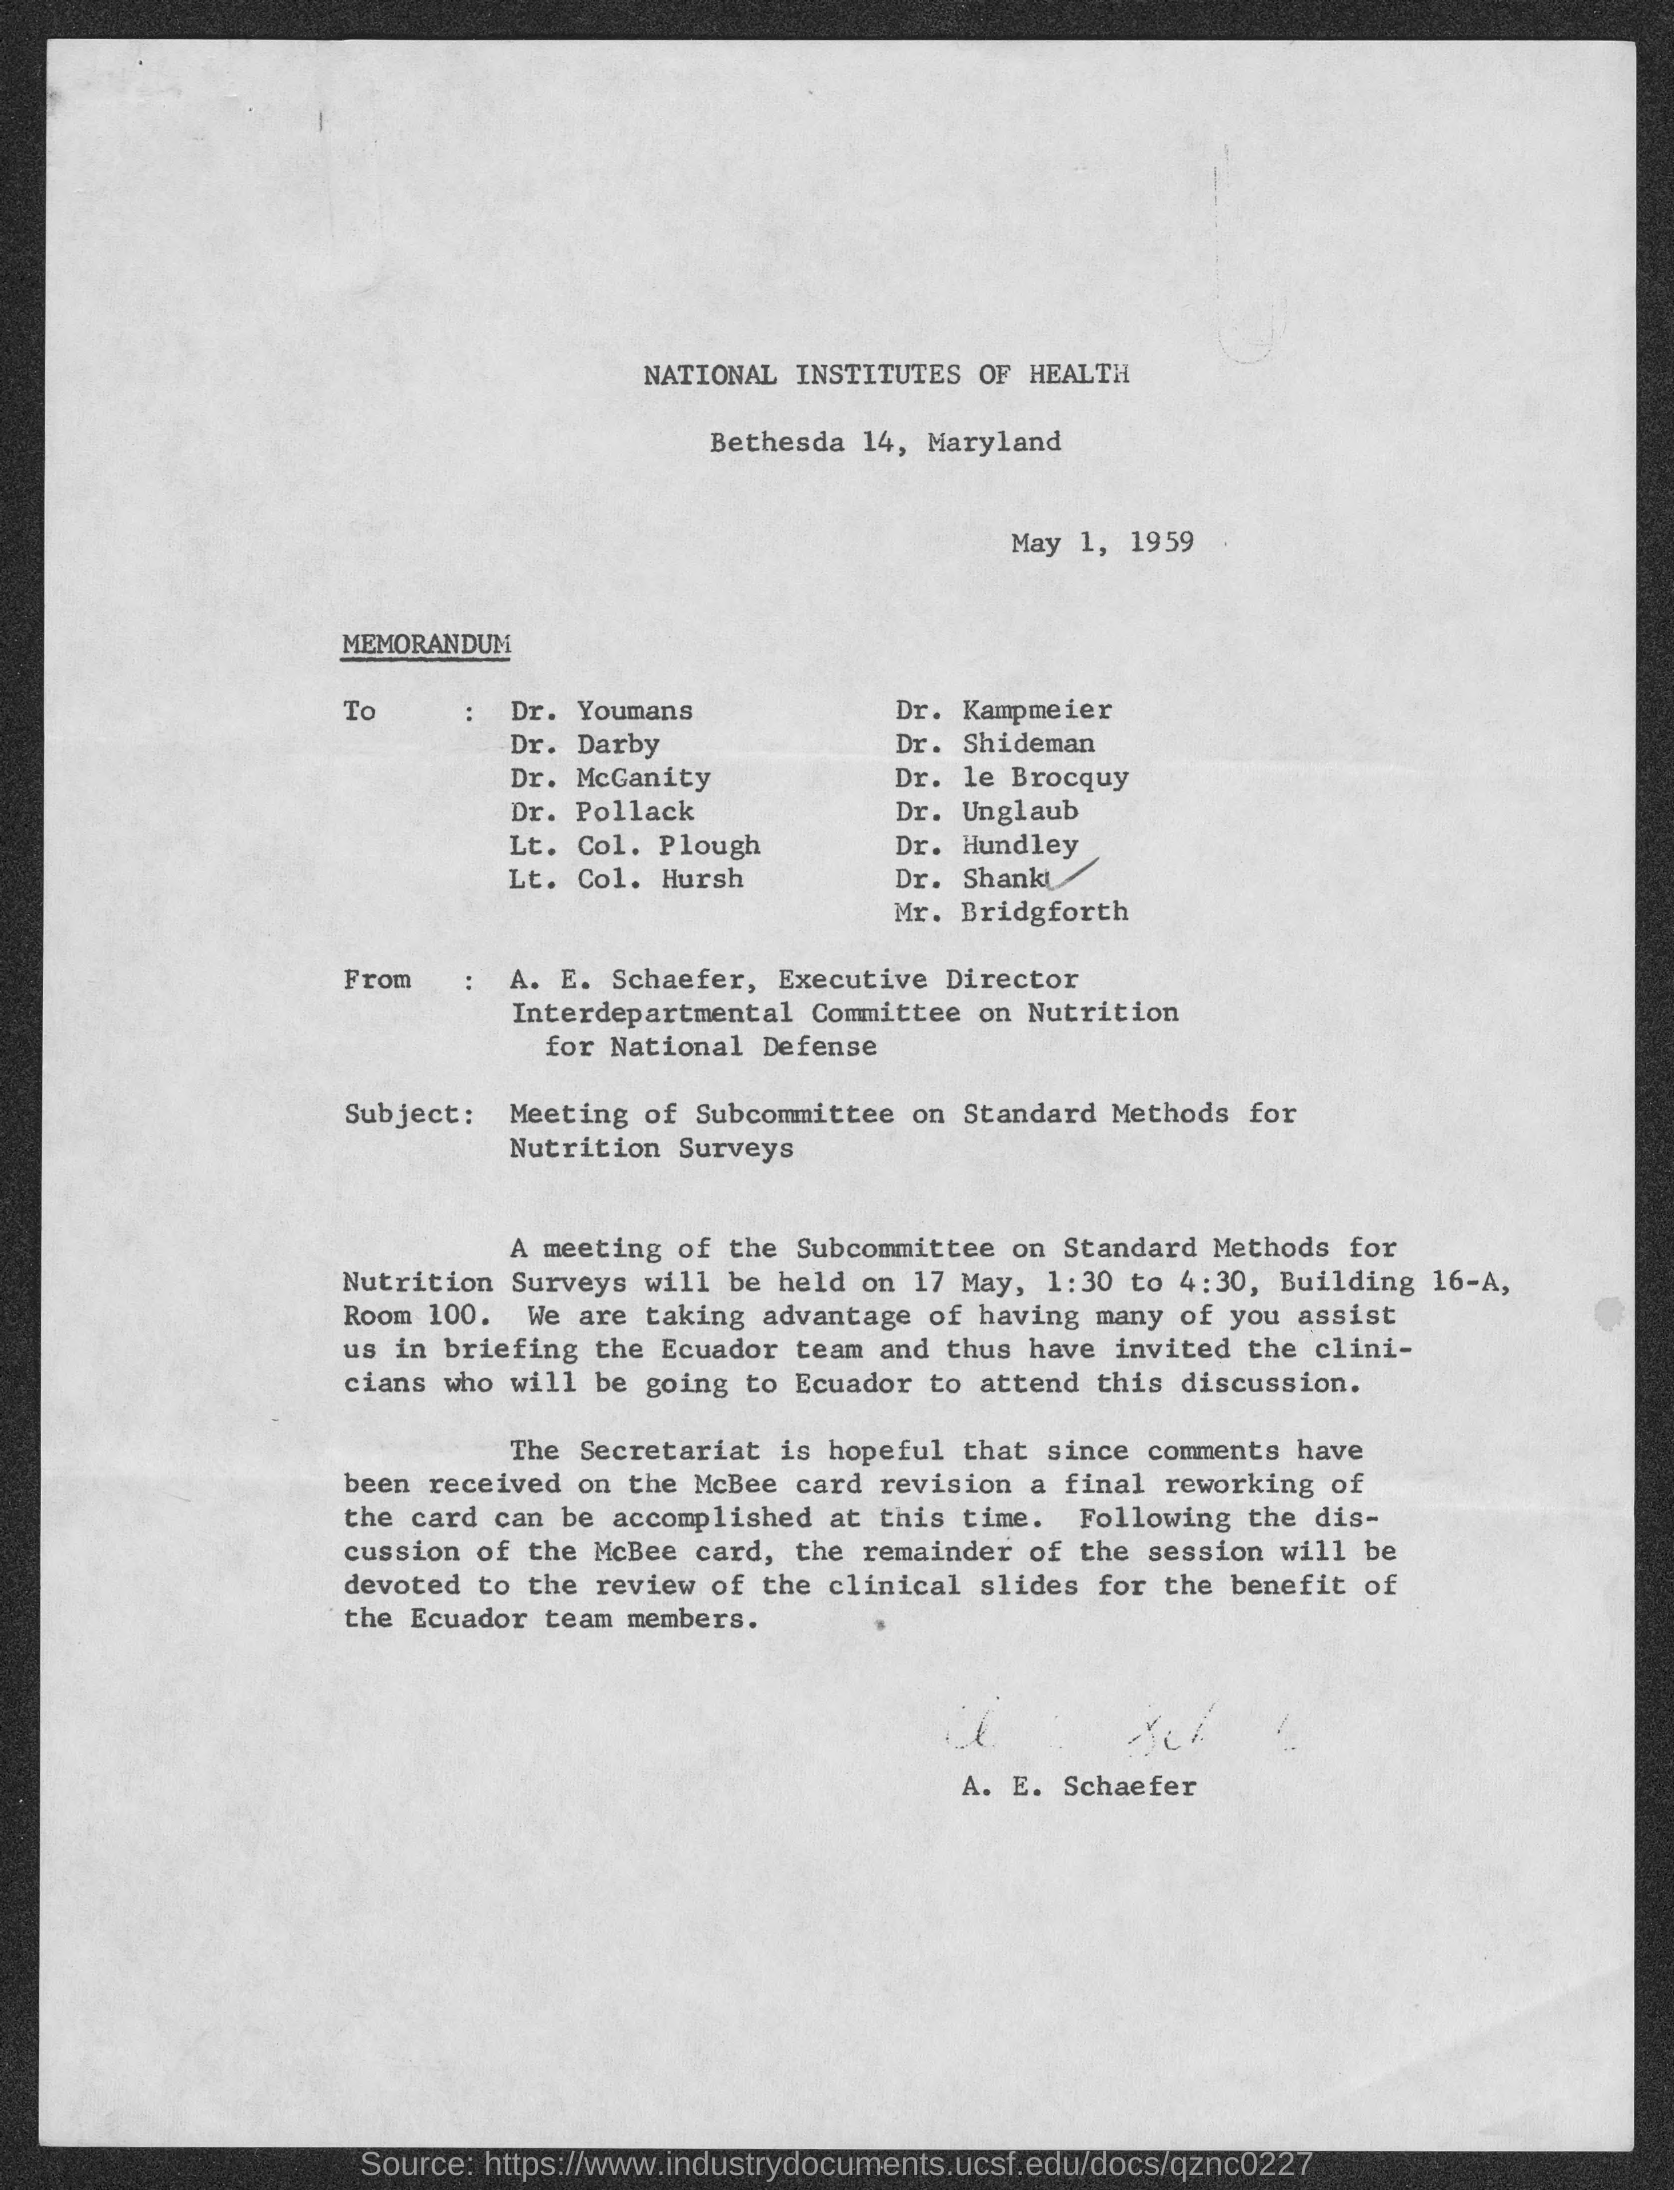 NATIONAL INSTITUTES OF HEALTH
Bethesda 14, Maryland
May 1, 1959
MEMORANDUM
To : Dr. Youmans Dr. Kampmeier
Dr. Darby Dr. Shideman
Dr. McGanity Dr. le Brocquy
Dr. Pollack Dr. Unglaub
Lt. Col. Plough Dr. Hundley
Lt. Col. Hursh Dr. Shank
Mr. Bridgforth
From : A. E. Schaefer, Executive Director
Interdepartmental Committee on Nutrition
for National Defense
Subject: Meeting of Subcommittee on Standard Methods for
Nutrition Surveys
A meeting of the Subcommittee on Standard Methods for
Nutrition Surveys will be held on 17 May, 1:30 to 4:30, Building 16-A,
Room 100. We are taking advantage of having many of you assist
us in briefing the Ecuador team and thus have invited the clini-
cians who will be going to Ecuador to attend this discussion.
The Secretariat is hopeful that since comments have
been received on the McBee card revision a final reworking of
the card can be accomplished at this time. Following the dis-
cussion of the McBee card, the remainder of the session will be
devoted to the review of the clinical slides for the benefit of
the Ecuador team members.
A. E. Schaefer
Source: https://www.industrydocuments.ucsf.edu/docs/qznc0227